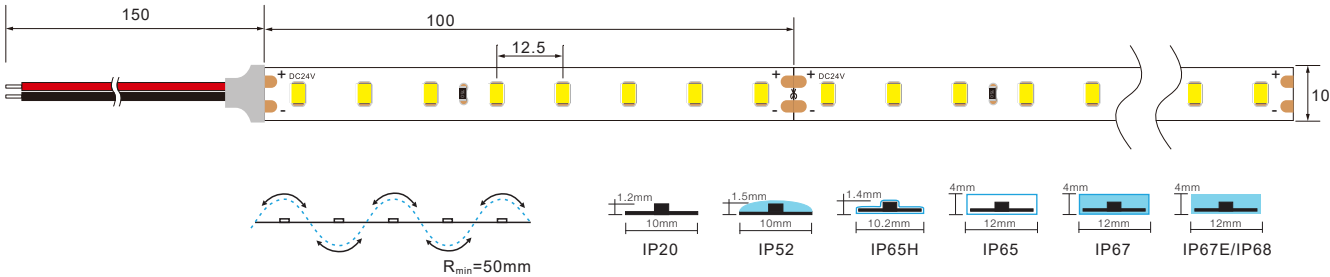 150
100
12.5
+ DC24V + + DC24V +
- - - -
10
1.2mm
10mm
IP20
1.5mm
10mm
IP52
1.4mm
10.2mm
IP65H
4mm
12mm
IP65
4mm
12mm
IP67
4mm
12mm
IP67E/IP68
Rmin=50mm